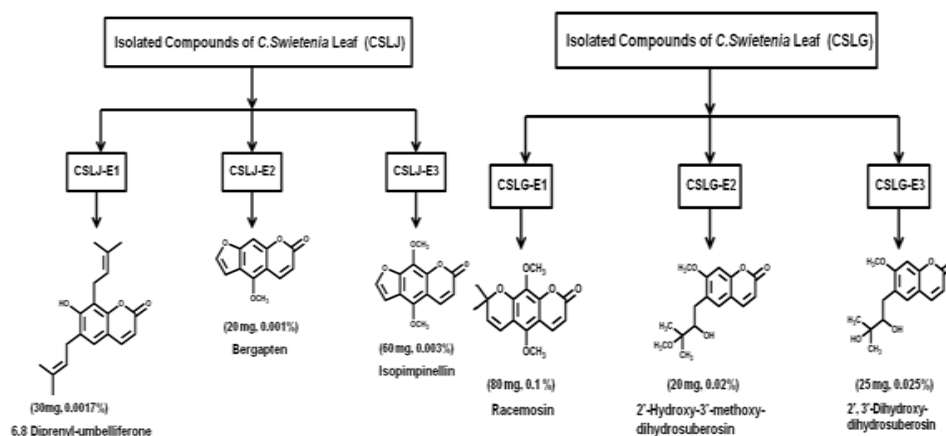 Isolated Compounds of C.Swietenia Leaf (CSLJ)
CSLJ-E1
CSLJ-E2
CSLJ-E3
HO
O
O
(30mg, 0.0017%)
6,8 Diprenyl-umbelliferone
O
O
O
OCH3
(20 mg, 0.001%)
Bergapten
OCH3
O
O
O
OCH3
(60 mg, 0.003%)
Isopimpinellin
Isolated Compounds of C.Swietenia Leaf (CSLG)
CSLG-E1
CSLG-E2
CSLG-E3
OCH3
O
O
O
OCH3
(80 mg, 0.1 %)
Racemosin
H3CO
O
O
OH
H3C
H3CO
CH3
(20 mg, 0.02%)
2'-Hydroxy-3'-methoxy-
dihydrosuberosin
H3CO
O
O
OH
H3C
HO
CH3
(25 mg, 0.025%)
2', 3'-Dihydroxy-
dihydrosuberosin